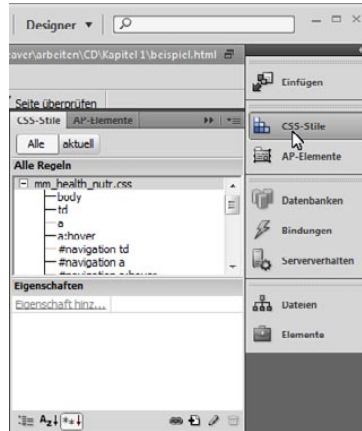 Designer
aver\arbeiten\CD\Kapitel 1\beispiel.html
Seite überprüfen
CSS-Stile AP-Elemente
Alle aktuell
Alle Regeln
mm_health_nutr.css
body
td
a
a:hover
#navigation td
#navigation a
#navigation a:hover
Eigenschaften
Eigenschaft hinz...
Einfügen
CSS-Stile
AP-Elemente
Datenbanken
Bindungen
Serververhalten
Dateien
Elemente